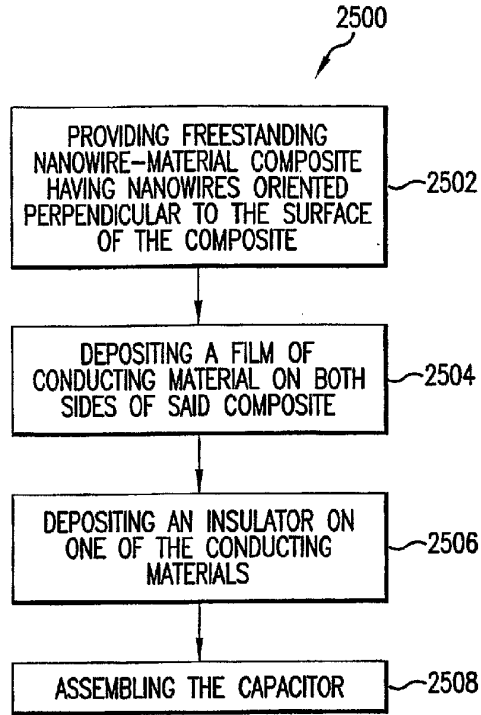 2500
PROVIDING FREESTANDING
NANOWIRE-MATERIAL COMPOSITE
HAVING NANOWIRES ORIENTED
PERPENDICULAR TO THE SURFACE
OF THE COMPOSITE
2502
DEPOSITING A FILM OF
CONDUCTING MATERIAL ON BOTH
SIDES OF SAID COMPOSITE
2504
DEPOSITING AN INSULATOR ON
ONE OF THE CONDUCTING
MATERIALS
2506
ASSEMBLING THE CAPACITOR
2508